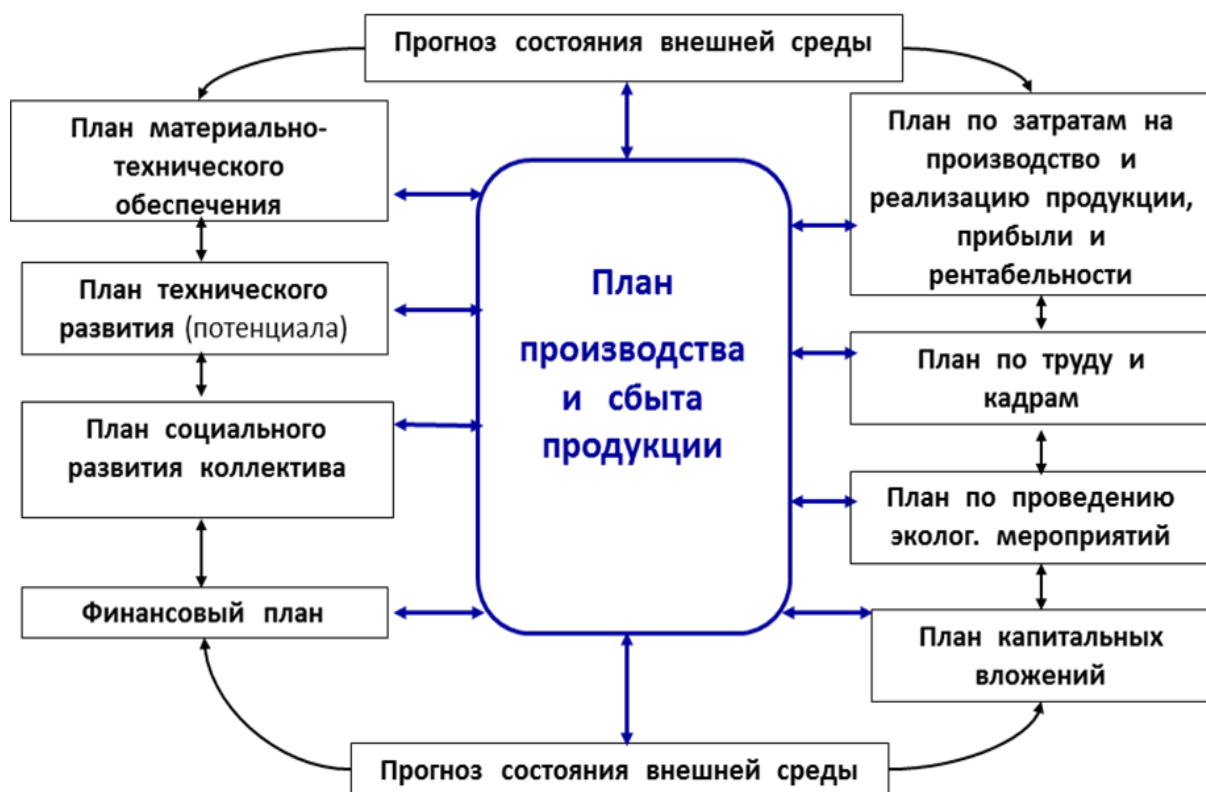 Прогноз состояния внешней среды
План материально-
технического
обеспечения
План технического
развития (потенциала)
План социального
развития коллектива
Финансовый план
План
производства
и сбыта
продукции
План по затратам на
производство и
реализацию продукции,
прибыли и
рентабельности
План по труду и
кадрам
План по проведению
эколог. мероприятий
План капитальных
вложений
Прогноз состояния внешней среды